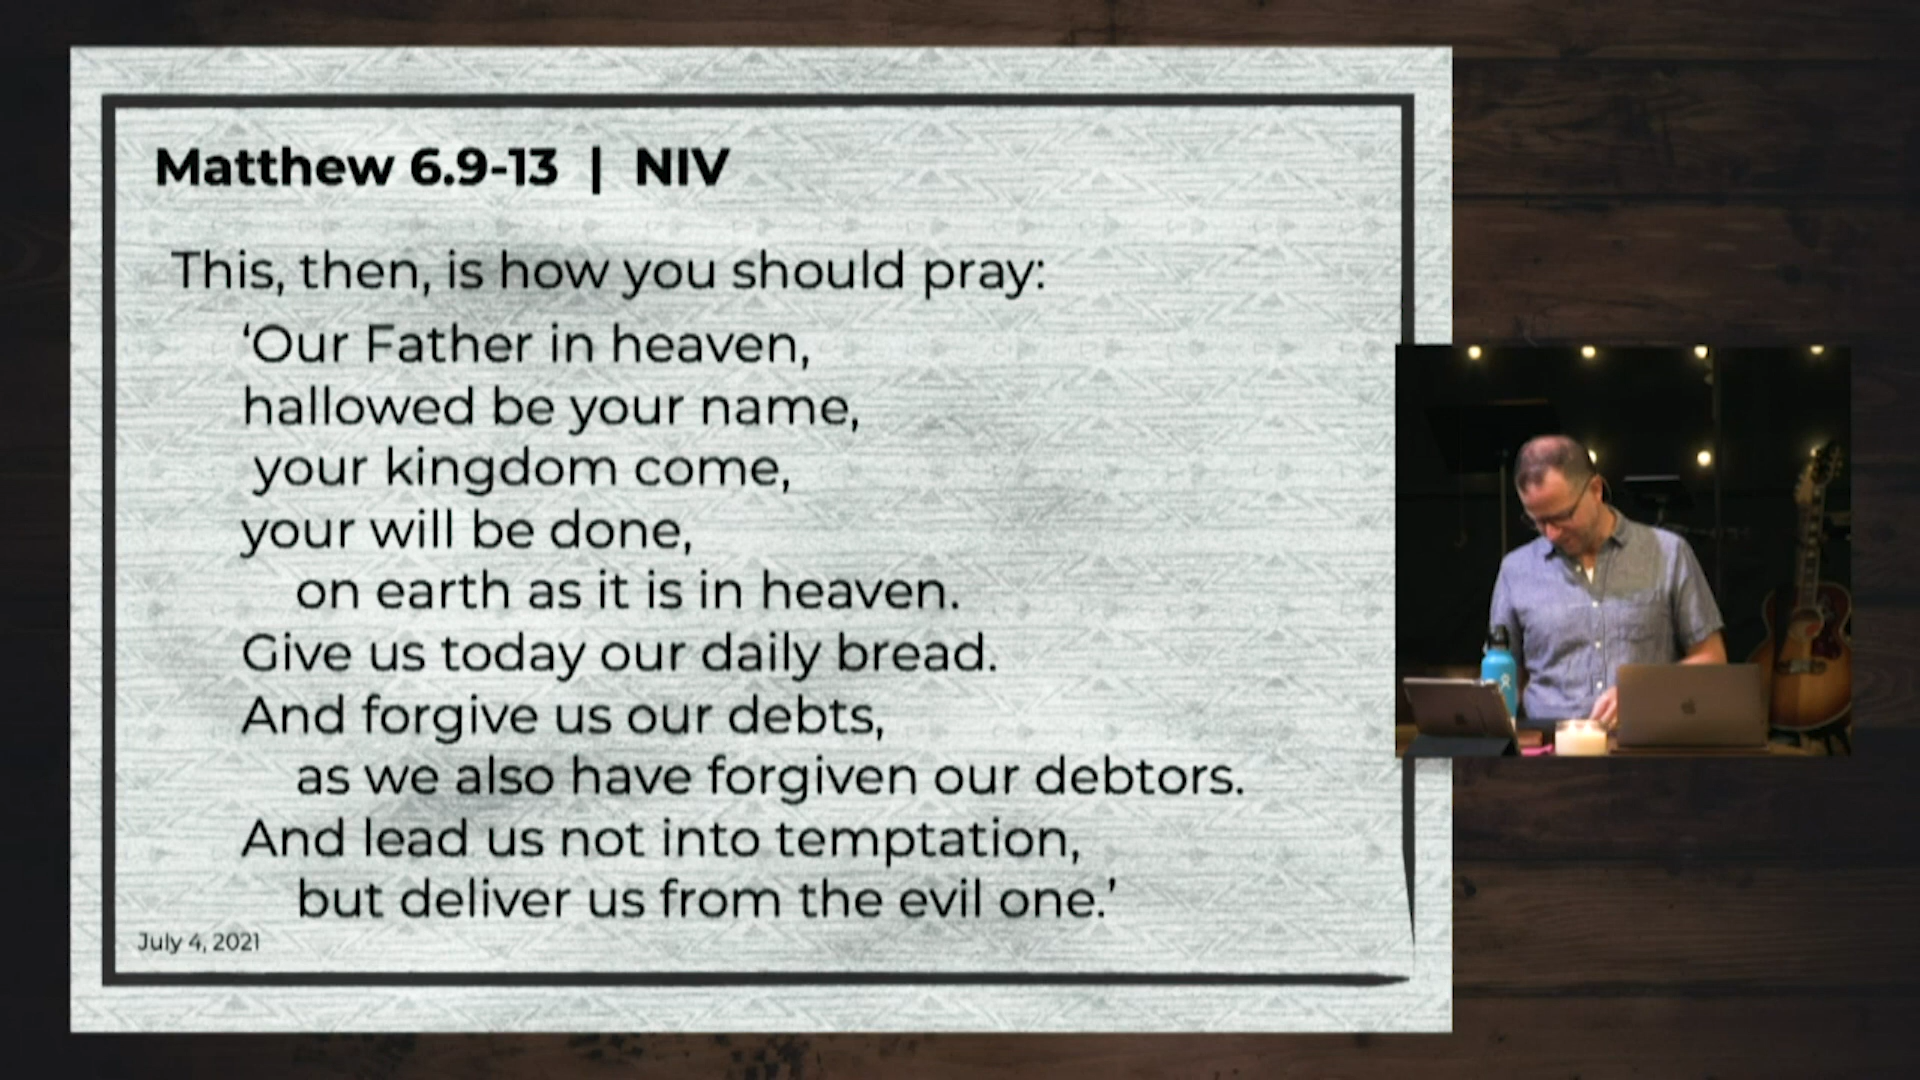 Matthew 6.9-13 | NIV
This, then, is how you should pray:
‘Our Father in heaven,
hallowed be your name,
your kingdom come,
your will be done,
on earth as it is in heaven.
Give us today our daily bread.
And forgive us our debts,
as we also have forgiven our debtors.
And lead us not into temptation,
but deliver us from the evil one.’
July 4, 2021